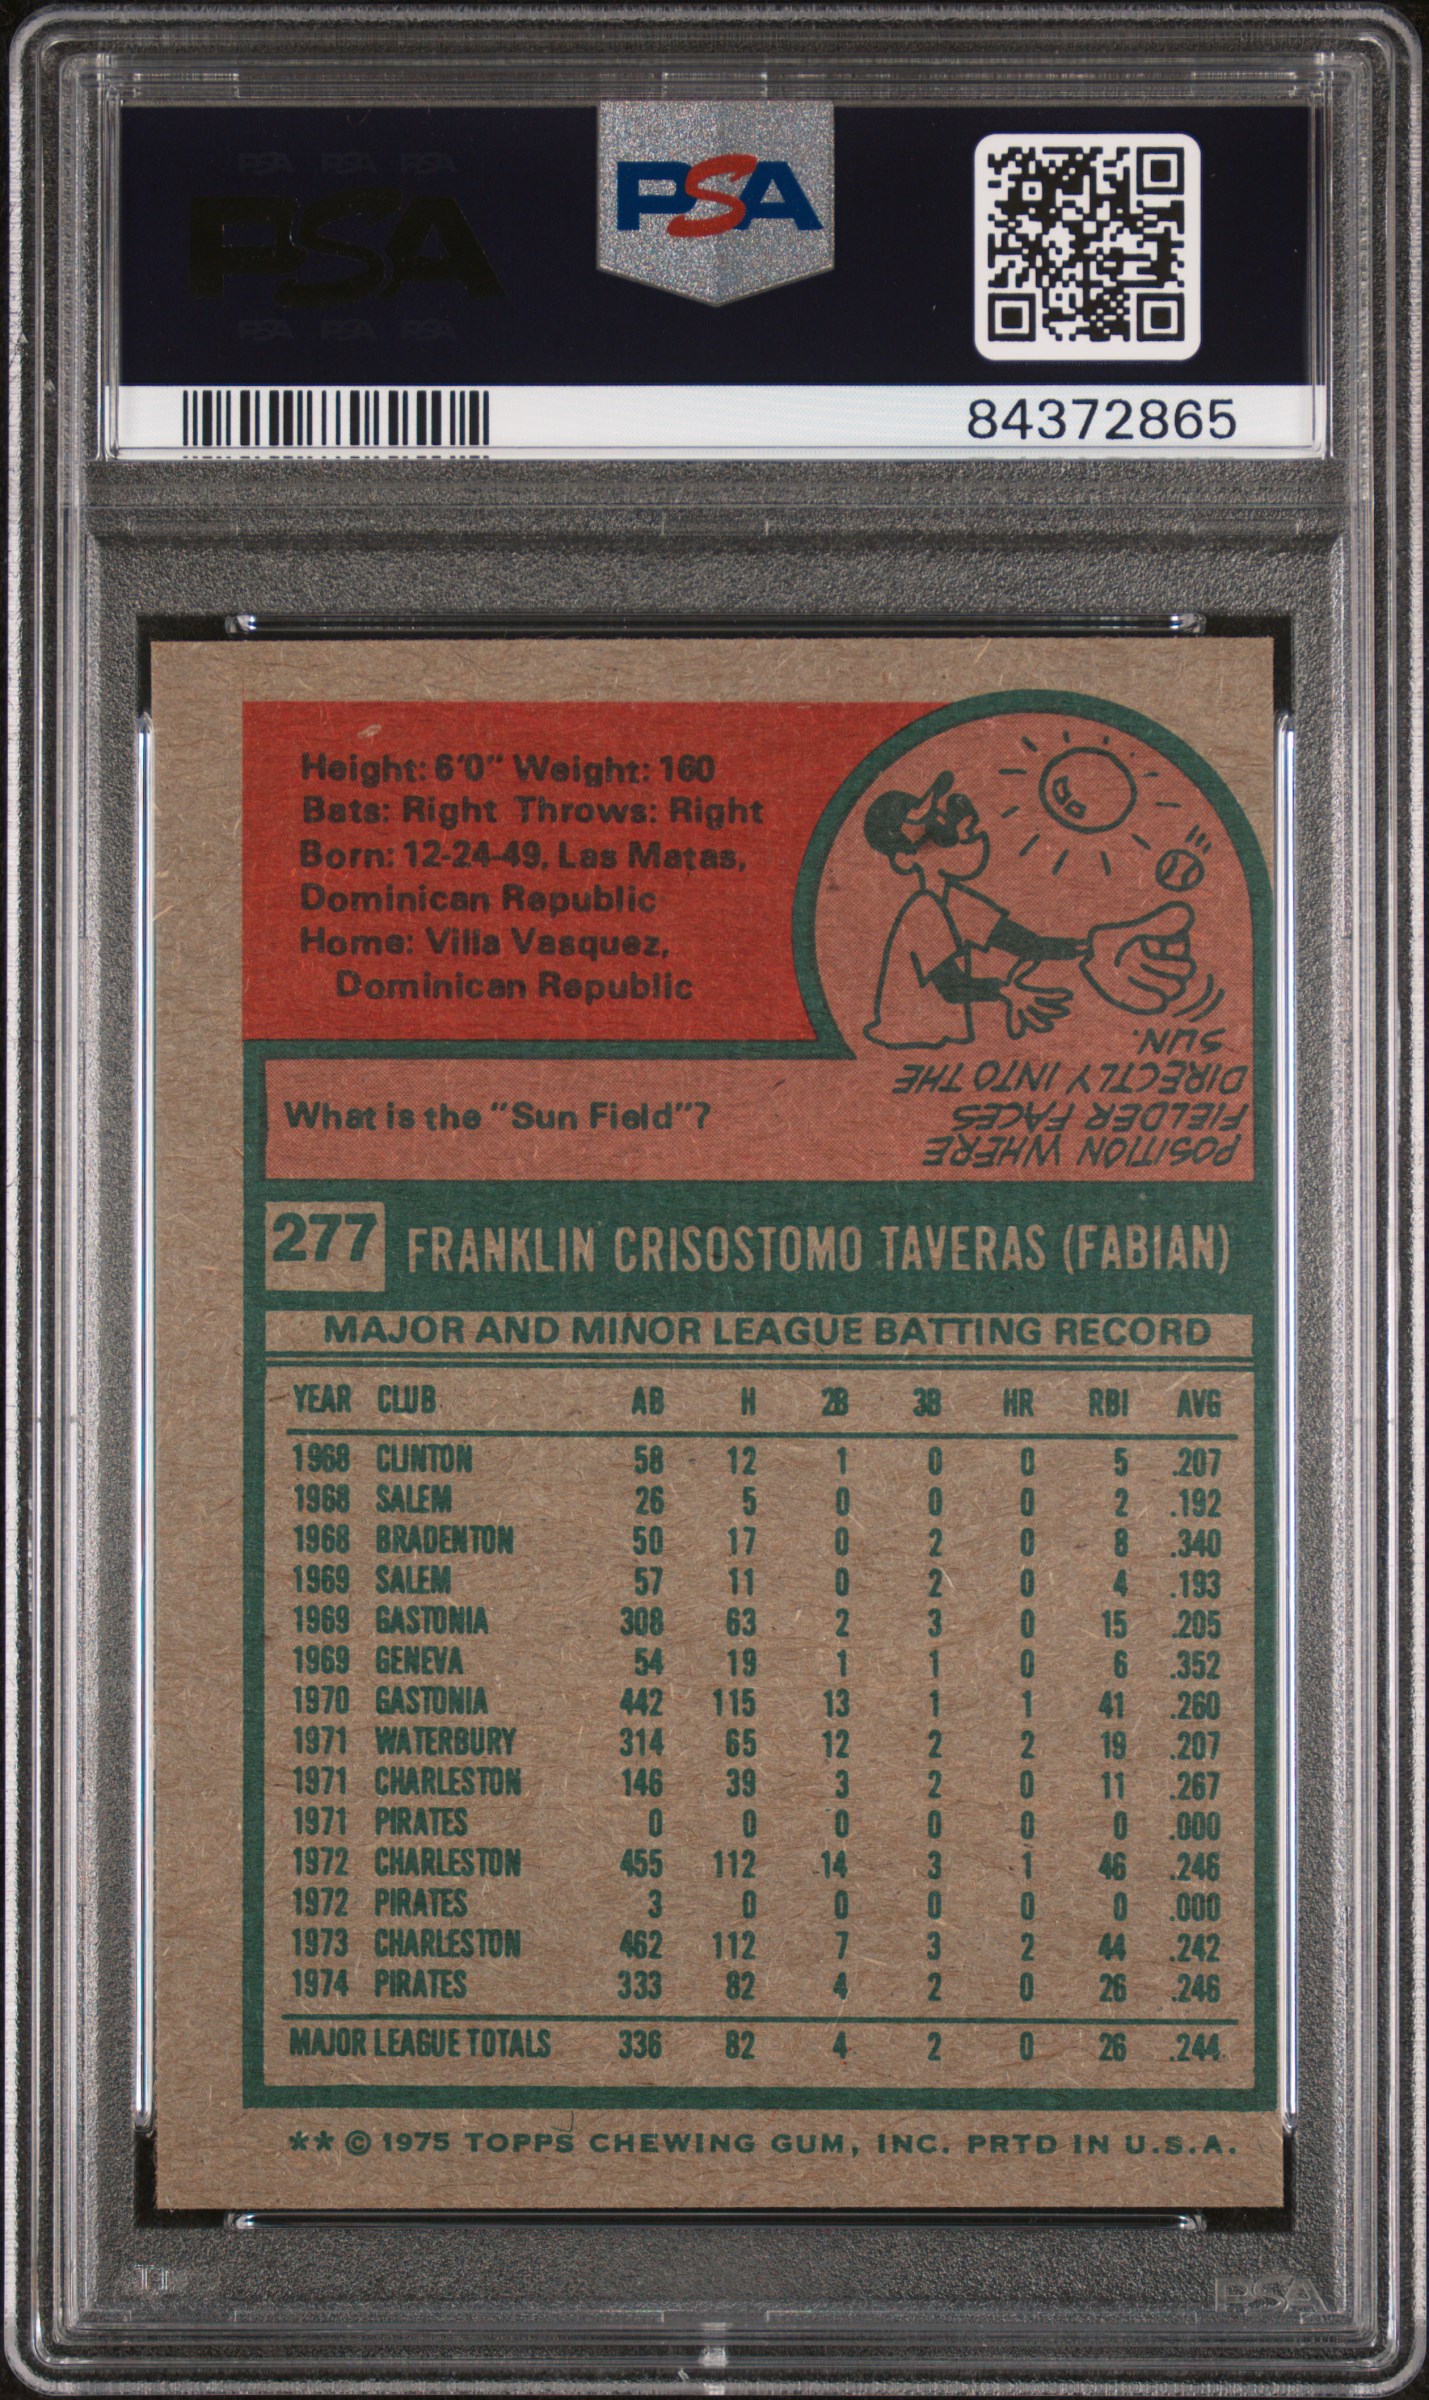 PSA PSA PSA
PSA
PSA PSA PSA
PSA
84372865
Height: 6'0" Weight: 160
Bats: Right Throws: Right
Born: 12-24-49, Las Matas,
Dominican Republic
Home: Villa Vasquez,
Dominican Republic
What is the "Sun Field"?
POSITION WHERE
FIELDER FACES
DIRECTLY INTO THE
SUN.
277 FRANKLIN CRISOSTOMO TAVERAS (FABIAN)
MAJOR AND MINOR LEAGUE BATTING RECORD
YEAR CLUB AB H 2B 3B HR RBI AVG
1968 CLINTON 58 12 1 0 0 5 .207
1968 SALEM 26 5 0 0 0 2 .192
1968 BRADENTON 50 17 0 2 0 8 .340
1969 SALEM 57 11 0 2 0 4 .193
1969 GASTONIA 308 63 2 3 0 15 .205
1969 GENEVA 54 19 1 1 0 6 .352
1970 GASTONIA 442 115 13 1 1 41 .260
1971 WATERBURY 314 65 12 2 2 19 .207
1971 CHARLESTON 146 39 3 2 0 11 .267
1971 PIRATES 0 0 0 0 0 0 .000
1972 CHARLESTON 455 112 14 3 1 46 .246
1972 PIRATES 3 0 0 0 0 0 .000
1973 CHARLESTON 462 112 7 3 2 44 .242
1974 PIRATES 333 82 4 2 0 26 .246
MAJOR LEAGUE TOTALS 336 82 4 2 0 26 .244
** © 1975 TOPPS CHEWING GUM, INC. PRTD IN U.S.A.
PSA